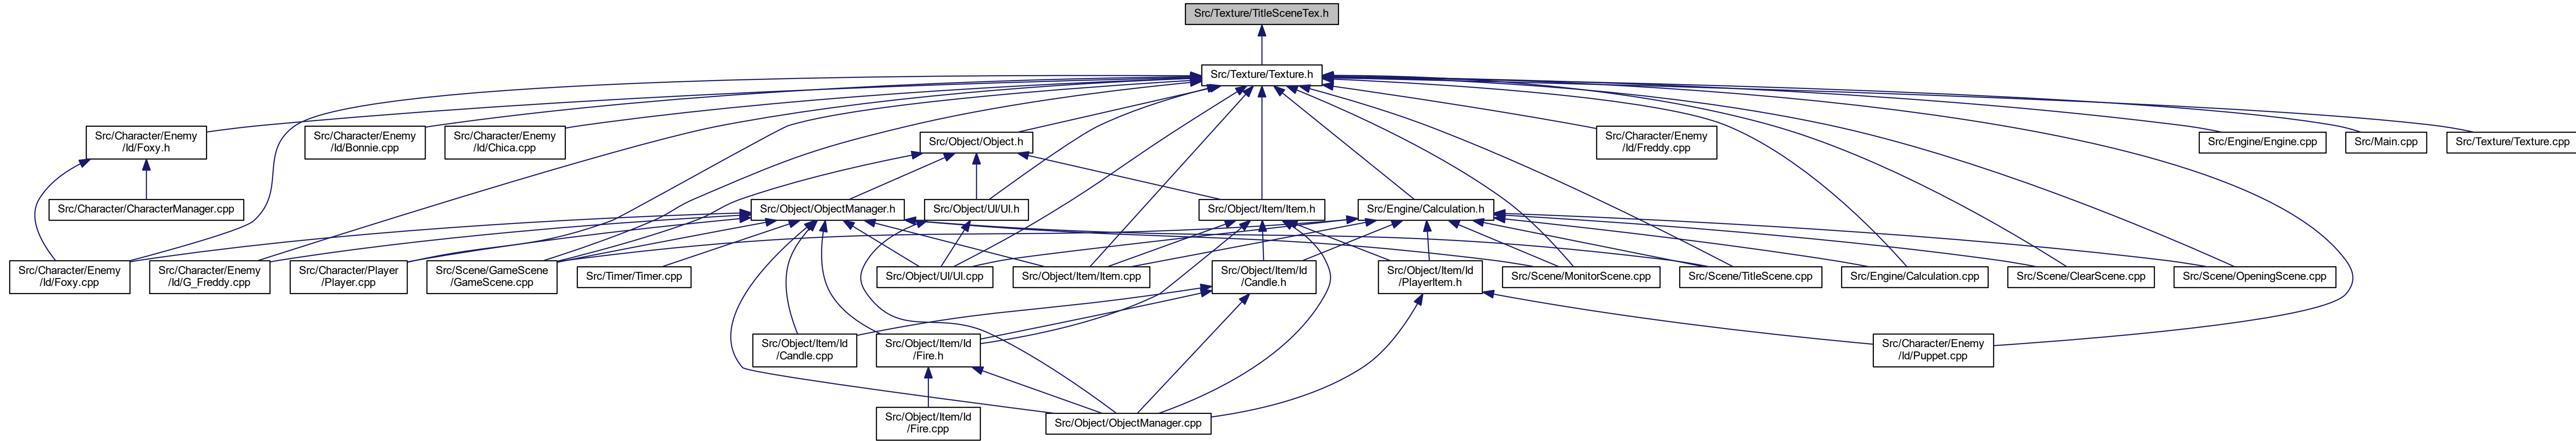 Src/Texture/TitleSceneTex.h
Src/Texture/Texture.h
Src/Character/Enemy
/Id/Foxy.h
Src/Character/Enemy
/Id/Bonnie.cpp
Src/Character/Enemy
/Id/Chica.cpp
Src/Object/Object.h
Src/Character/Enemy
/Id/Freddy.cpp
Src/Engine/Engine.cpp
Src/Main.cpp
Src/Texture/Texture.cpp
Src/Character/CharacterManager.cpp
Src/Object/ObjectManager.h
Src/Object/UI/UI.h
Src/Object/Item/Item.h
Src/Engine/Calculation.h
Src/Character/Enemy
/Id/Foxy.cpp
Src/Character/Enemy
/Id/G_Freddy.cpp
Src/Character/Player
/Player.cpp
Src/Scene/GameScene
/GameScene.cpp
Src/Timer/Timer.cpp
Src/Object/UI/UI.cpp
Src/Object/Item/Item.cpp
Src/Object/Item/Id
/Candle.h
Src/Object/Item/Id
/PlayerItem.h
Src/Scene/MonitorScene.cpp
Src/Scene/TitleScene.cpp
Src/Engine/Calculation.cpp
Src/Scene/ClearScene.cpp
Src/Scene/OpeningScene.cpp
Src/Object/Item/Id
/Candle.cpp
Src/Object/Item/Id
/Fire.h
Src/Character/Enemy
/Id/Puppet.cpp
Src/Object/Item/Id
/Fire.cpp
Src/Object/ObjectManager.cpp